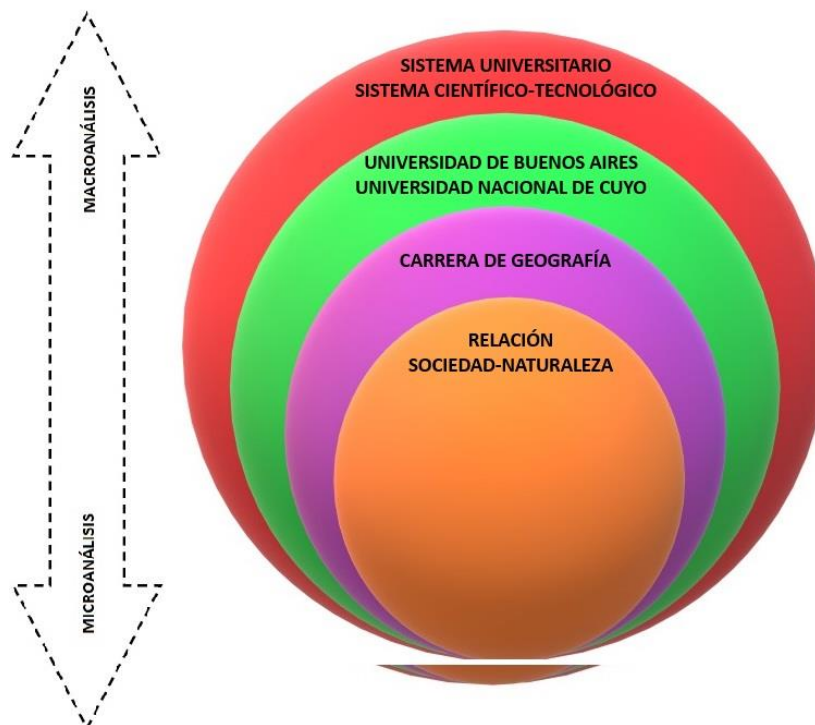 MACROANÁLISIS
MICROANÁLISIS
SISTEMA UNIVERSITARIO
SISTEMA CIENTÍFICO-TECNOLÓGICO
UNIVERSIDAD DE BUENOS AIRES
UNIVERSIDAD NACIONAL DE CUYO
CARRERA DE GEOGRAFÍA
RELACIÓN
SOCIEDAD-NATURALEZA